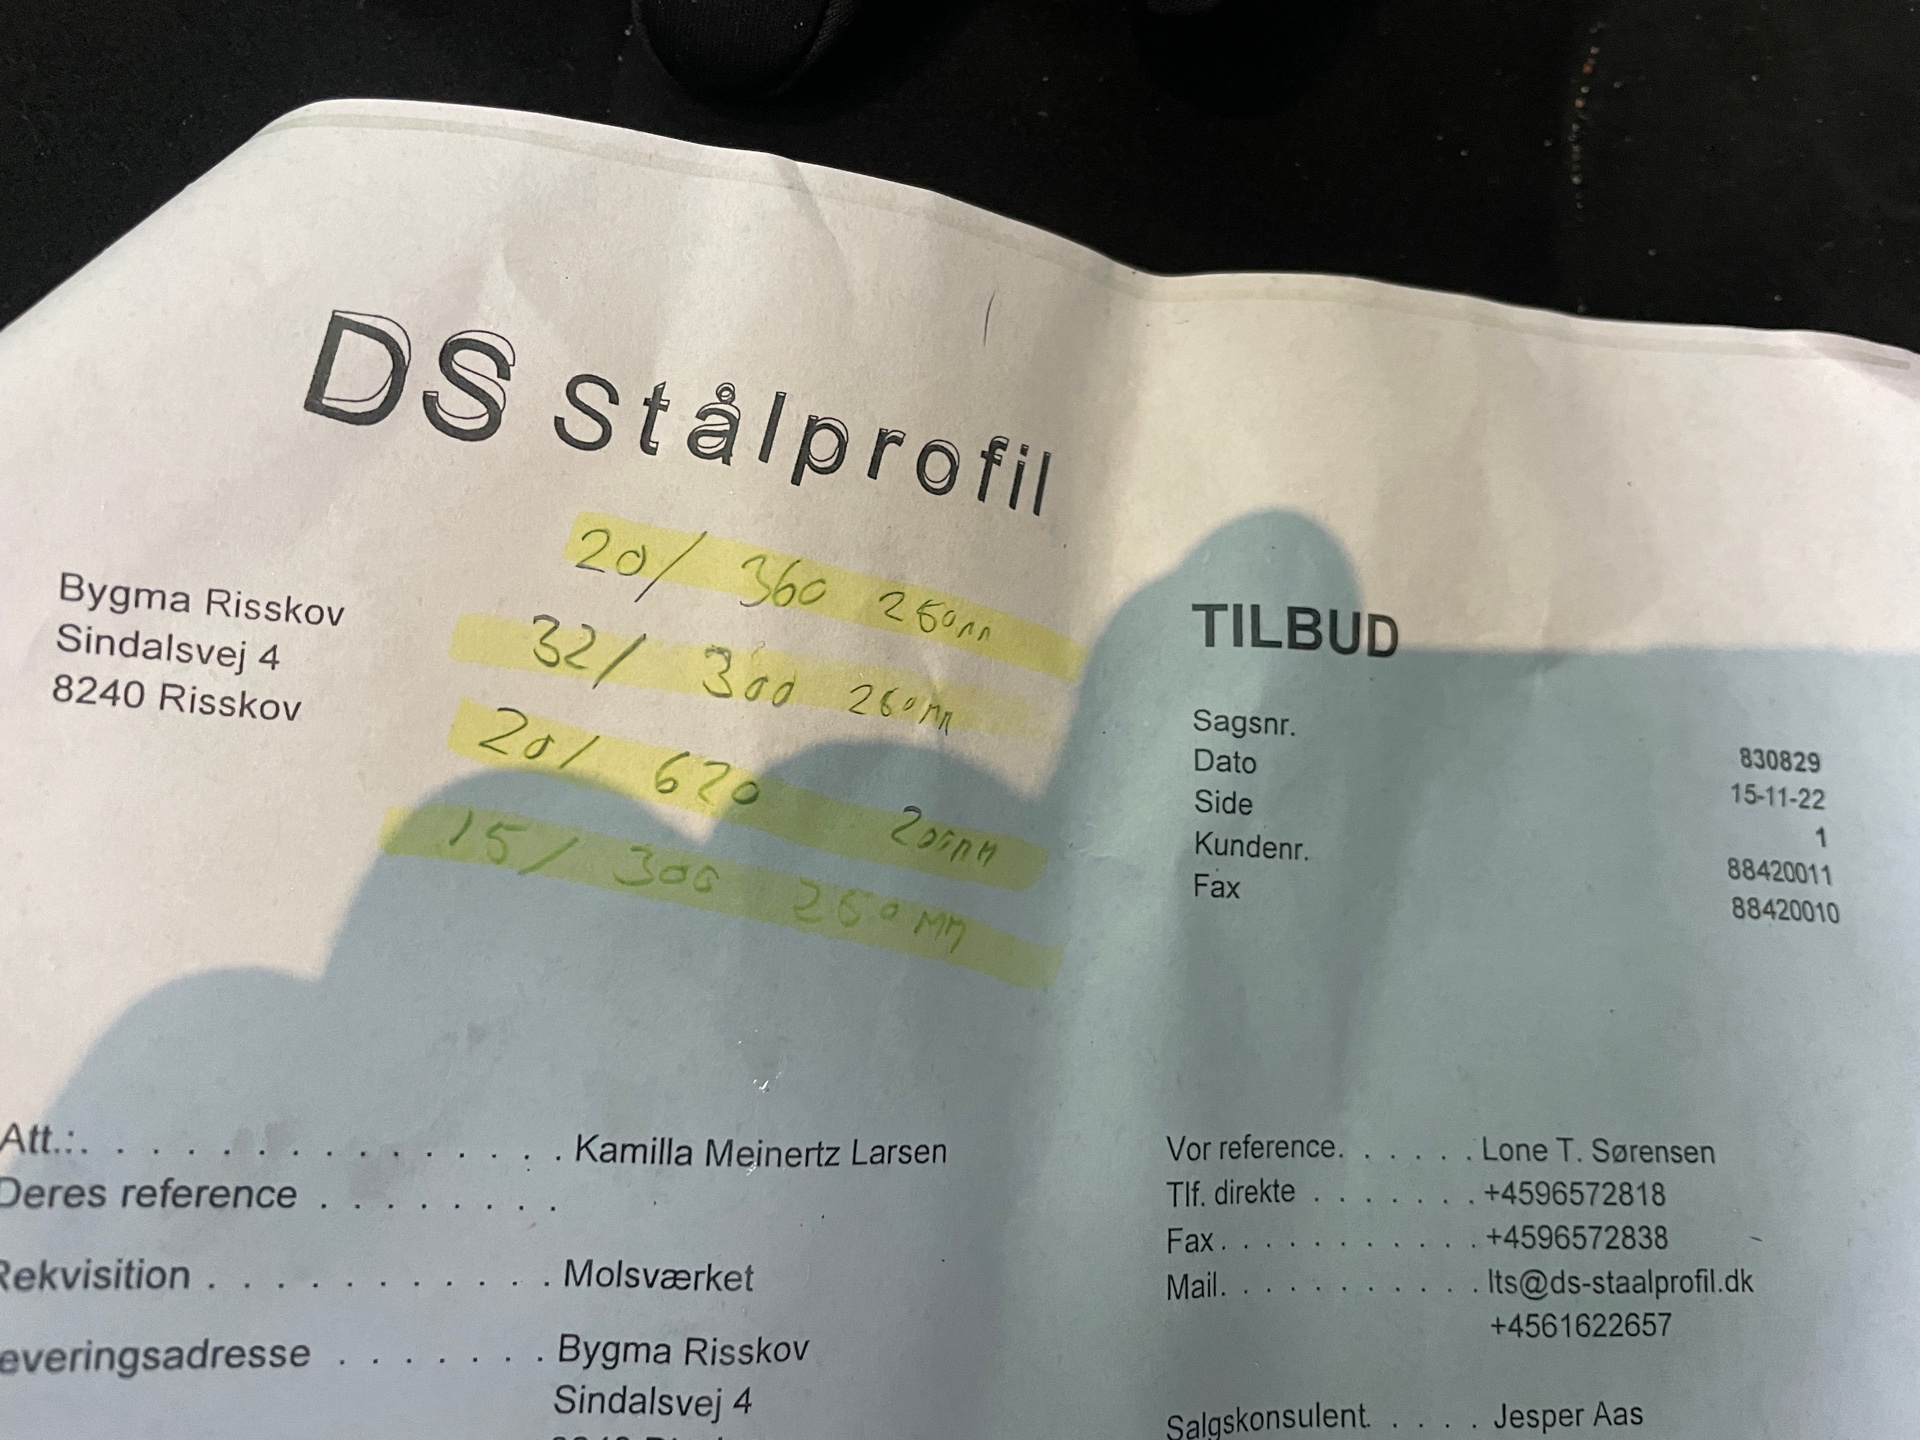 DS Stålprofil
20/ 360 260mm
32/ 300 260mm
20/ 620
15/ 300 260mm
Bygma Risskov
Sindalsvej 4
8240 Risskov
TILBUD
Sagsnr. 830829
Dato 15-11-22
Side 1
Kundenr. 88420011
Fax 88420010
Att.:. . . . . . . . . . . . . . . . Kamilla Meinertz Larsen
Deres reference . . . . . . . .
Rekvisition . . . . . . . . . . . . Molsværket
everingsadresse . . . . . . . Bygma Risskov
Sindalsvej 4
Vor reference. . . . . . Lone T. Sørensen
Tlf. direkte . . . . . . . +4596572818
Fax. . . . . . . . . . . +4596572838
Mail. . . . . . . . . . . lts@ds-staalprofil.dk
+4561622657
Salgskonsulent. . . . . Jesper Aas